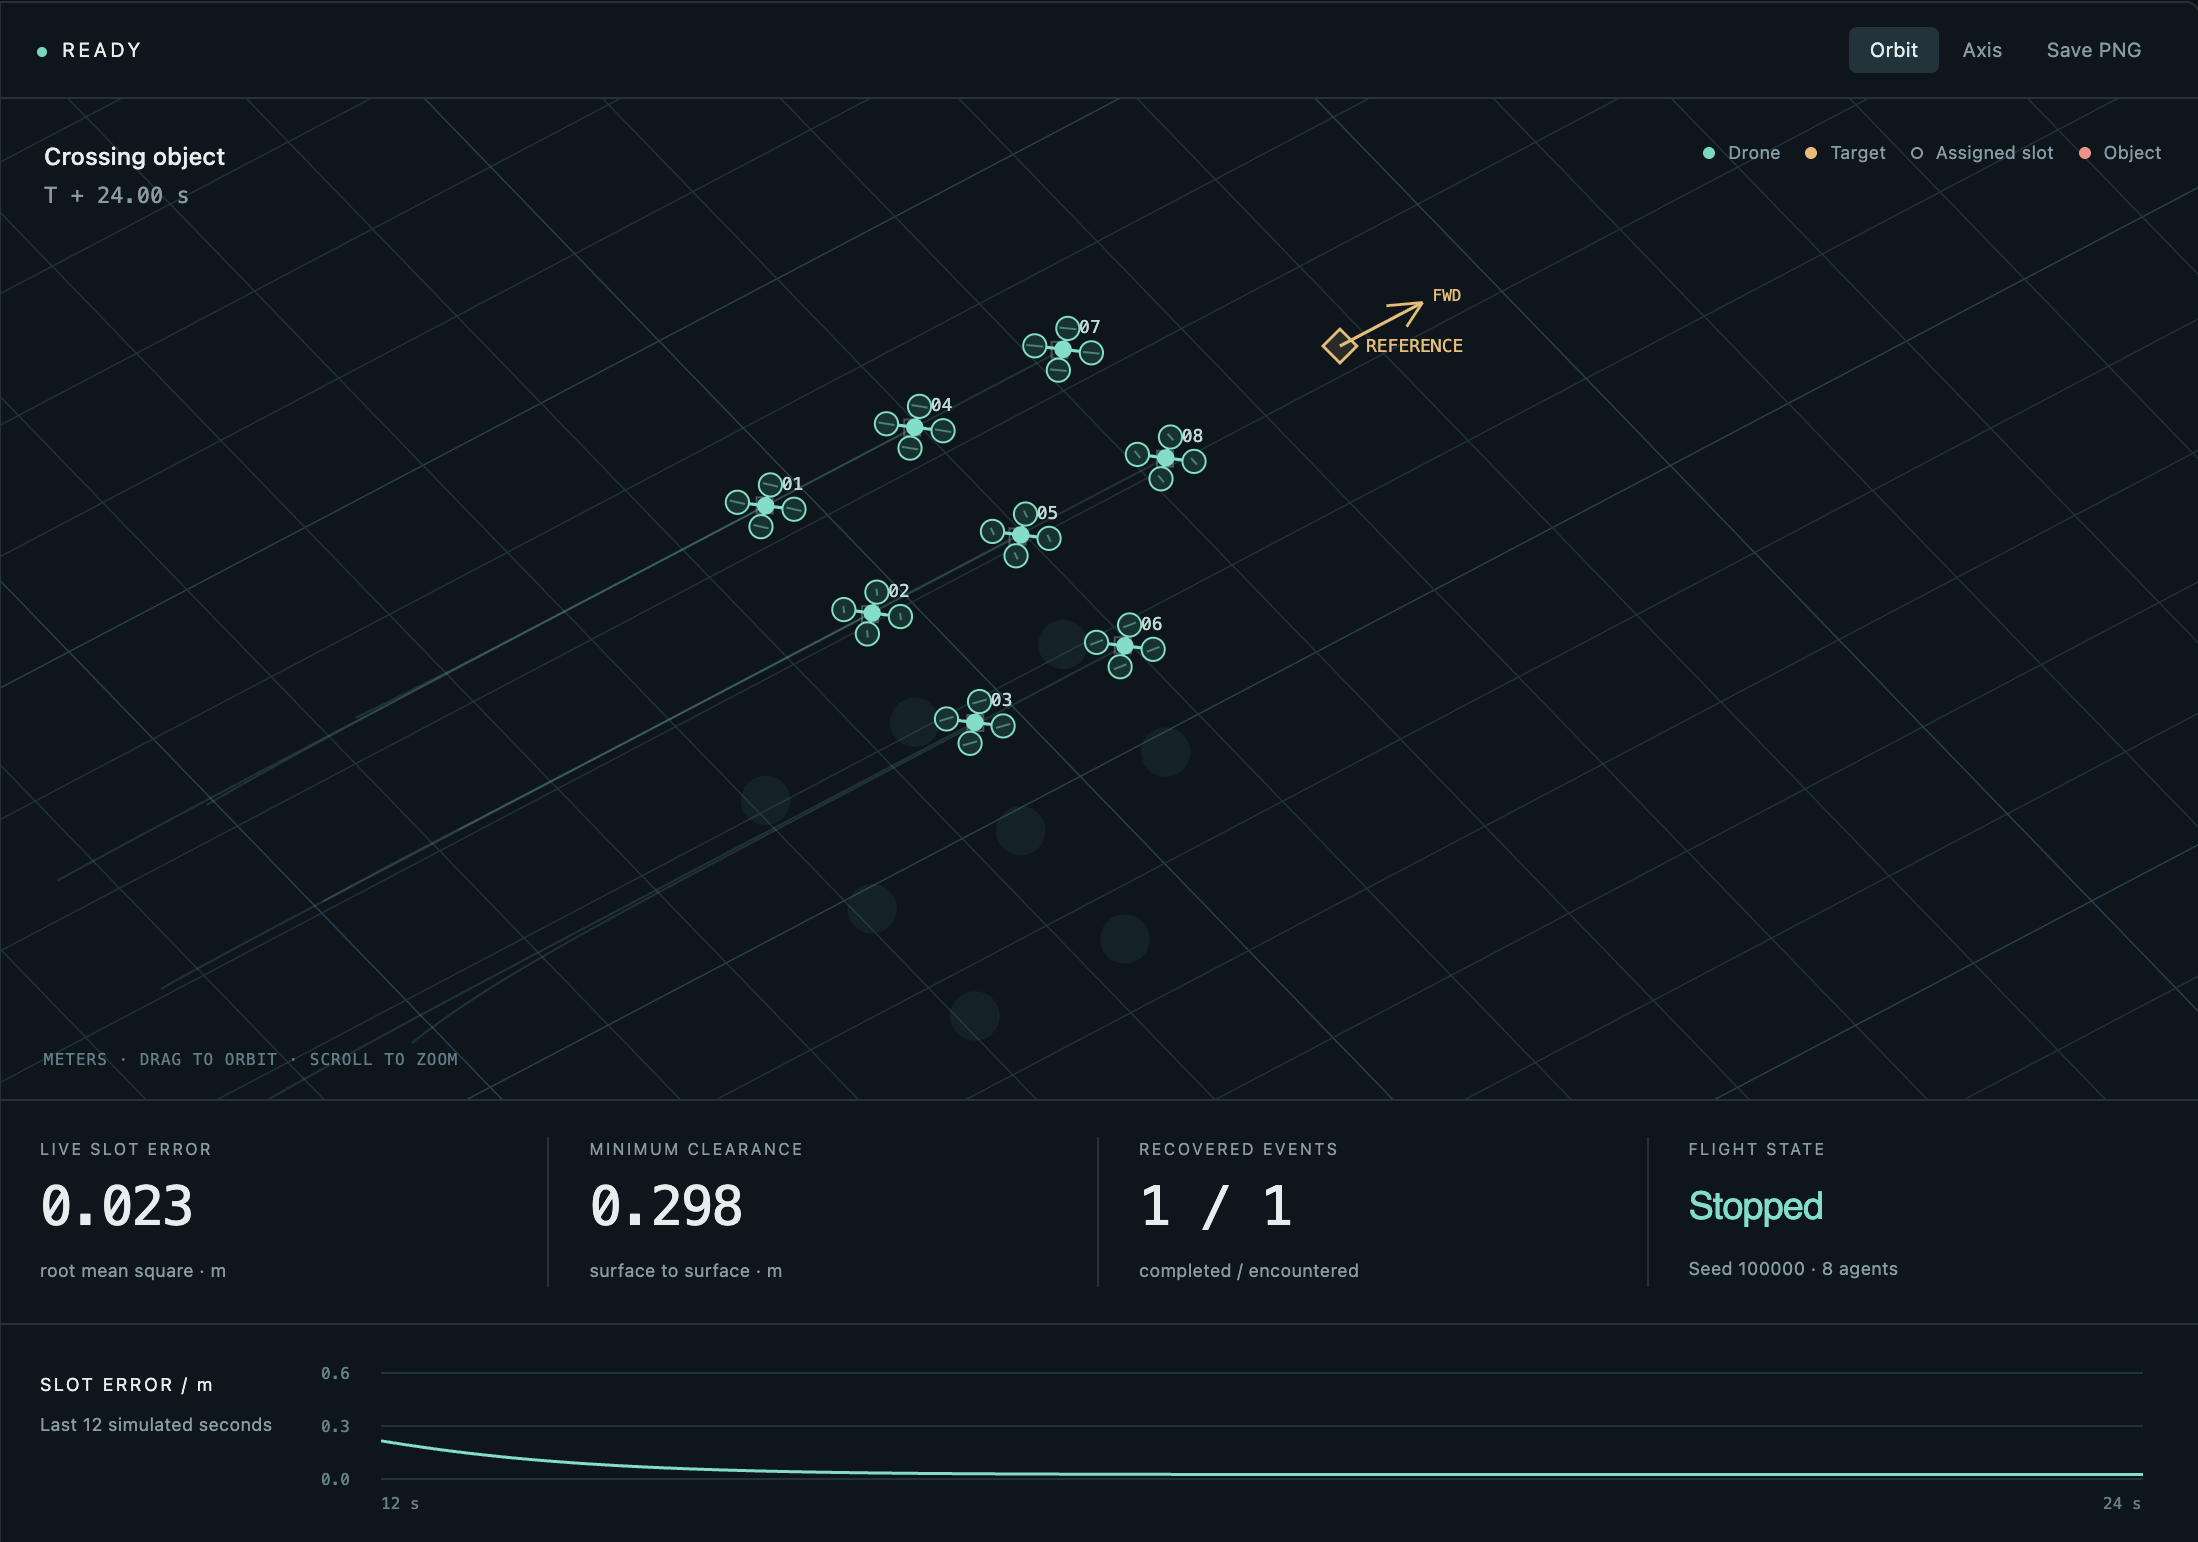 READY
Orbit Axis Save PNG
Crossing object
T + 24.00 s
Drone Target Assigned slot Object
FWD
REFERENCE
07
04
08
01
05
02
06
03
METERS · DRAG TO ORBIT · SCROLL TO ZOOM
LIVE SLOT ERROR
0.023
root mean square · m
MINIMUM CLEARANCE
0.298
surface to surface · m
RECOVERED EVENTS
1 / 1
completed / encountered
FLIGHT STATE
Stopped
Seed 100000 · 8 agents
SLOT ERROR / m
Last 12 simulated seconds
0.6
0.3
0.0
12 s
24 s